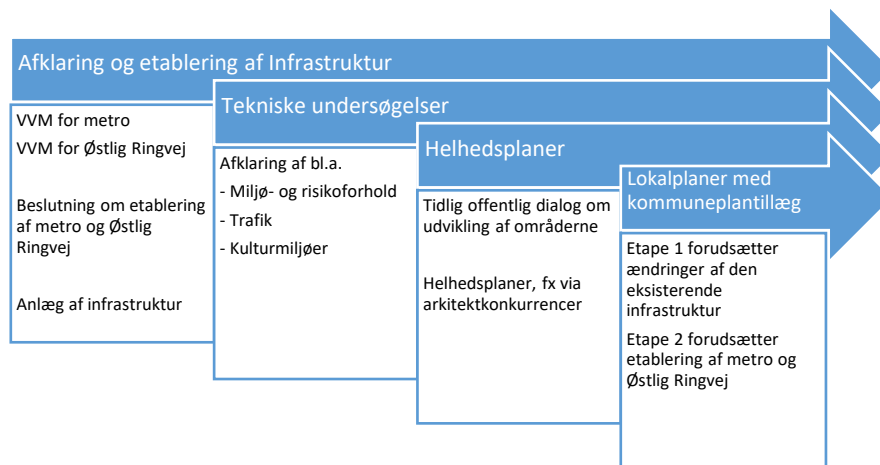 Afklaring og etablering af Infrastruktur
VVM for metro
VVM for Østlig Ringvej
Beslutning om etablering
af metro og Østlig
Ringvej
Anlæg af infrastruktur
Tekniske undersøgelser
Afklaring af bl.a.
- Miljø- og risikoforhold
- Trafik
- Kulturmiljøer
Helhedsplaner
Tidlig offentlig dialog om
udvikling af områderne
Helhedsplaner, fx via
arkitektkonkurrencer
Lokalplaner med
kommuneplantillæg
Etape 1 forudsætter
ændringer af den
eksisterende
infrastruktur
Etape 2 forudsætter
etablering af metro og
Østlig Ringvej